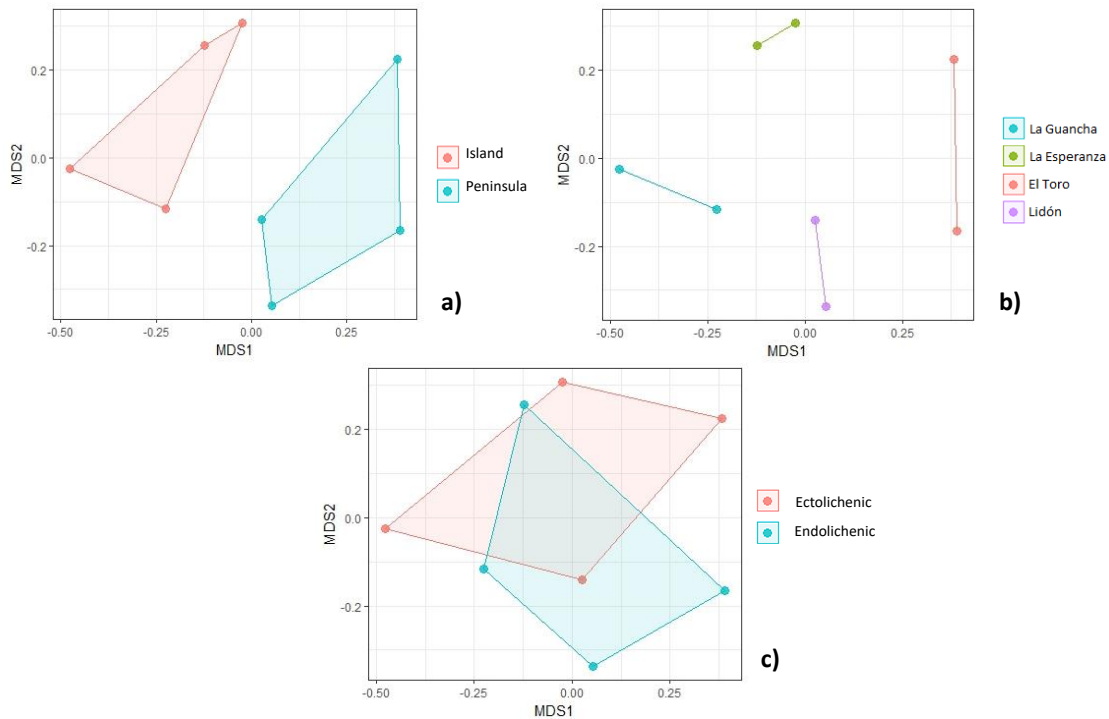 0.2
0.0
-0.2
MDS2
-0.50
-0.25
0.00
0.25
MDS1
Island
Peninsula
a)
0.2
0.0
-0.2
MDS2
-0.50
-0.25
0.00
0.25
MDS1
La Guancha
La Esperanza
El Toro
Lidón
b)
0.2
0.0
-0.2
MDS2
-0.50
-0.25
0.00
0.25
MDS1
Ectolichenic
Endolichenic
c)